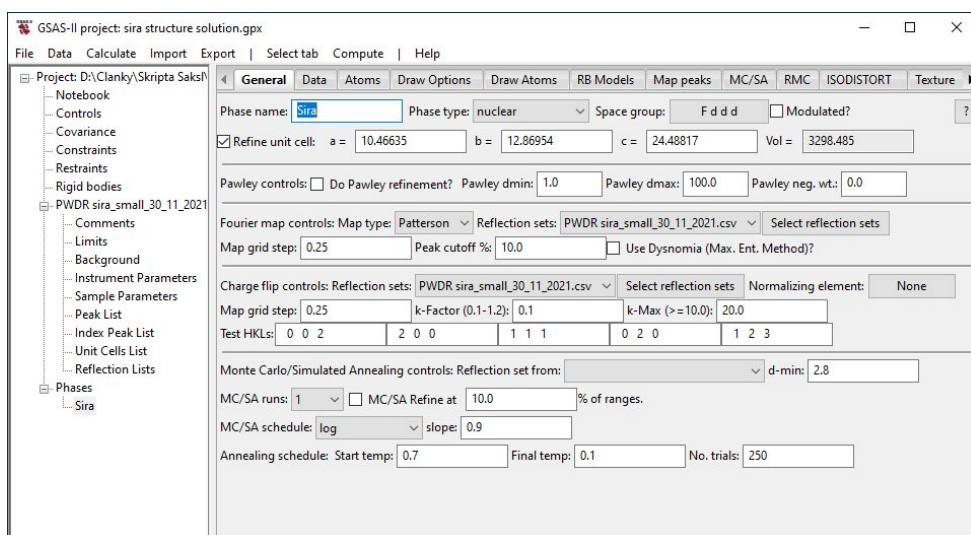 GSAS-II project: sira structure solution.gpx
File Data Calculate Import Export | Select tab Compute | Help
Project: D:\Clanky\Skripta Saksl\
Notebook
Controls
Covariance
Constraints
Restraints
Rigid bodies
PWDR sira_small_30_11_2021
Comments
Limits
Background
Instrument Parameters
Sample Parameters
Peak List
Index Peak List
Unit Cells List
Reflection Lists
Phases
Sira
General Data Atoms Draw Options Draw Atoms RB Models Map peaks MC/SA RMC ISODISTORT Texture
Phase name: Sira Phase type: nuclear Space group: F d d d Modulated? ?
Refine unit cell: a = 10.46635 b = 12.86954 c = 24.48817 Vol = 3298.485
Pawley controls: Do Pawley refinement? Pawley dmin: 1.0 Pawley dmax: 100.0 Pawley neg. wt.: 0.0
Fourier map controls: Map type: Patterson Reflection sets: PWDR sira_small_30_11_2021.csv Select reflection sets
Map grid step: 0.25 Peak cutoff %: 10.0 Use Dysnomia (Max. Ent. Method)?
Charge flip controls: Reflection sets: PWDR sira_small_30_11_2021.csv Select reflection sets Normalizing element: None
Map grid step: 0.25 k-Factor (0.1-1.2): 0.1 k-Max (>=10.0): 20.0
Test HKLs: 0 0 2 2 0 0 1 1 1 0 2 0 1 2 3
Monte Carlo/Simulated Annealing controls: Reflection set from: d-min: 2.8
MC/SA runs: 1 MC/SA Refine at 10.0 % of ranges.
MC/SA schedule: log slope: 0.9
Annealing schedule: Start temp: 0.7 Final temp: 0.1 No. trials: 250